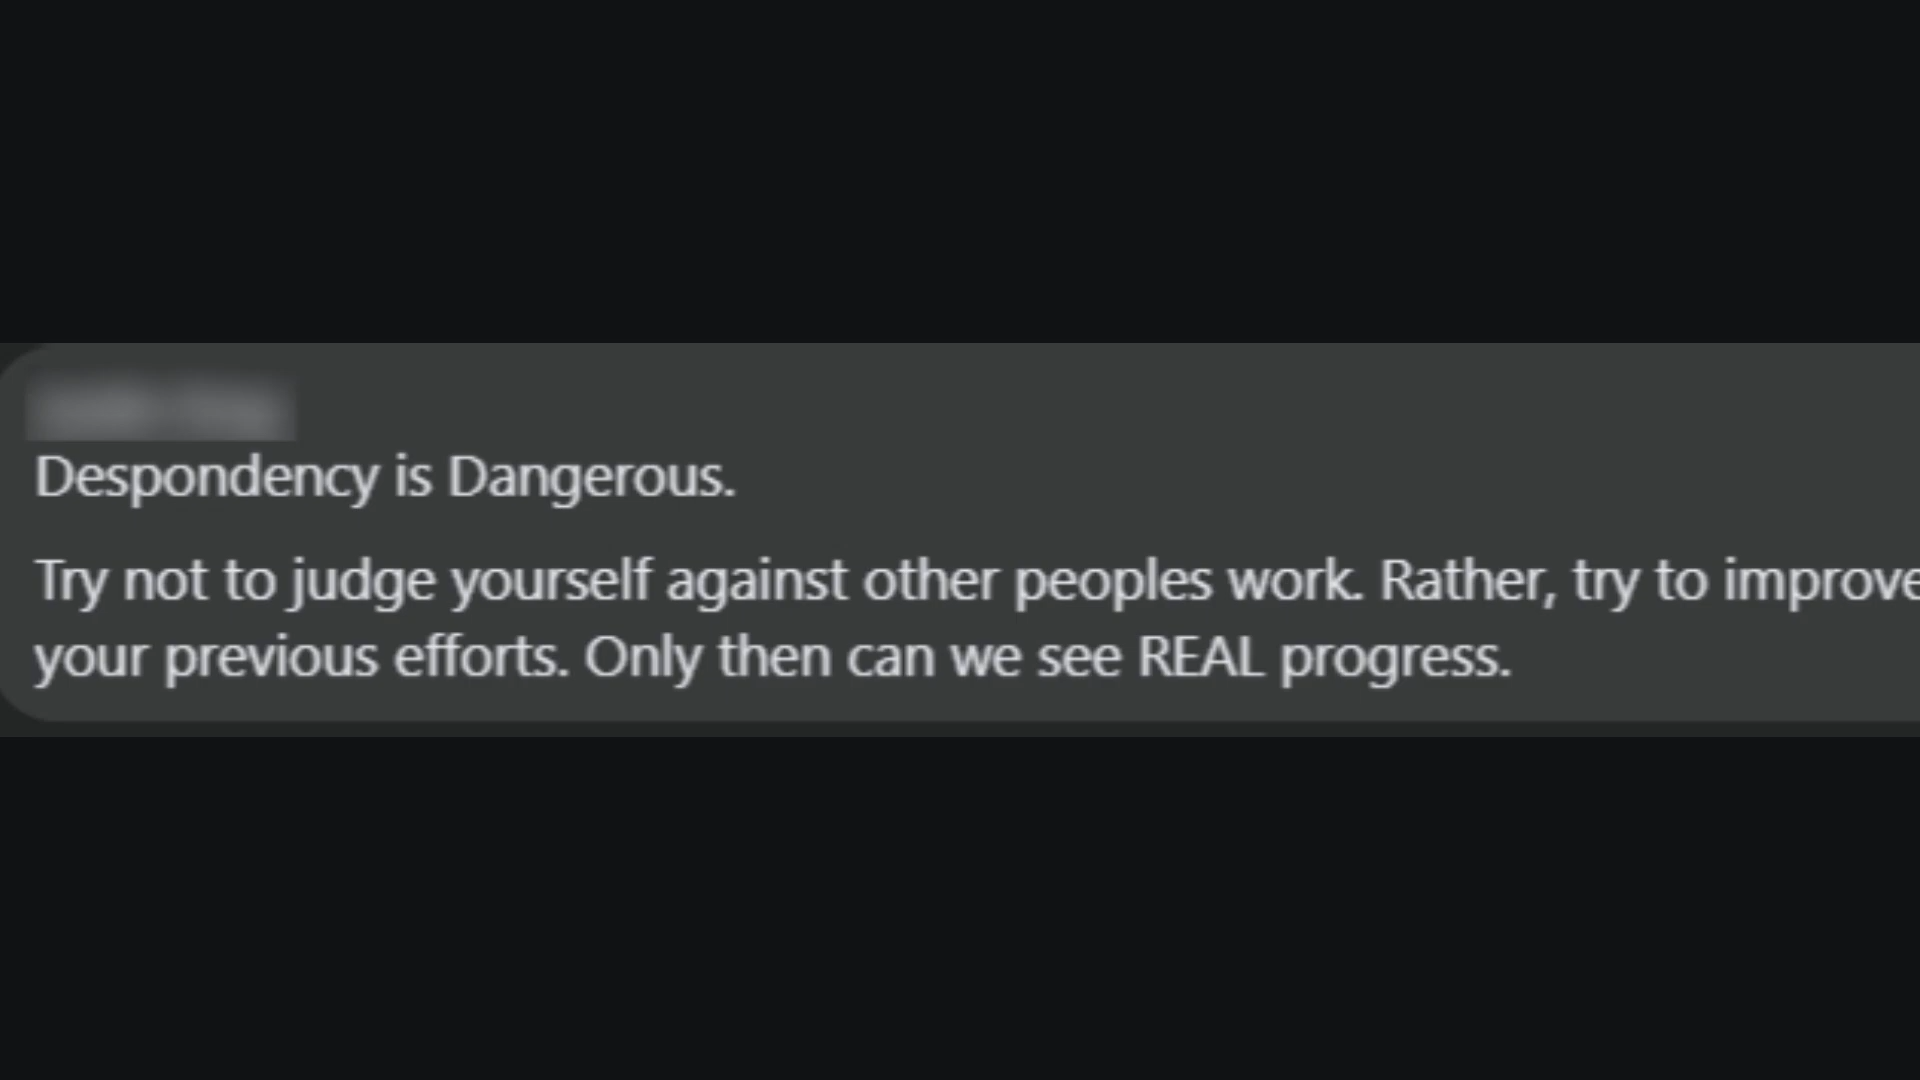 Despondency is Dangerous.
Try not to judge yourself against other peoples work. Rather, try to improve
your previous efforts. Only then can we see REAL progress.